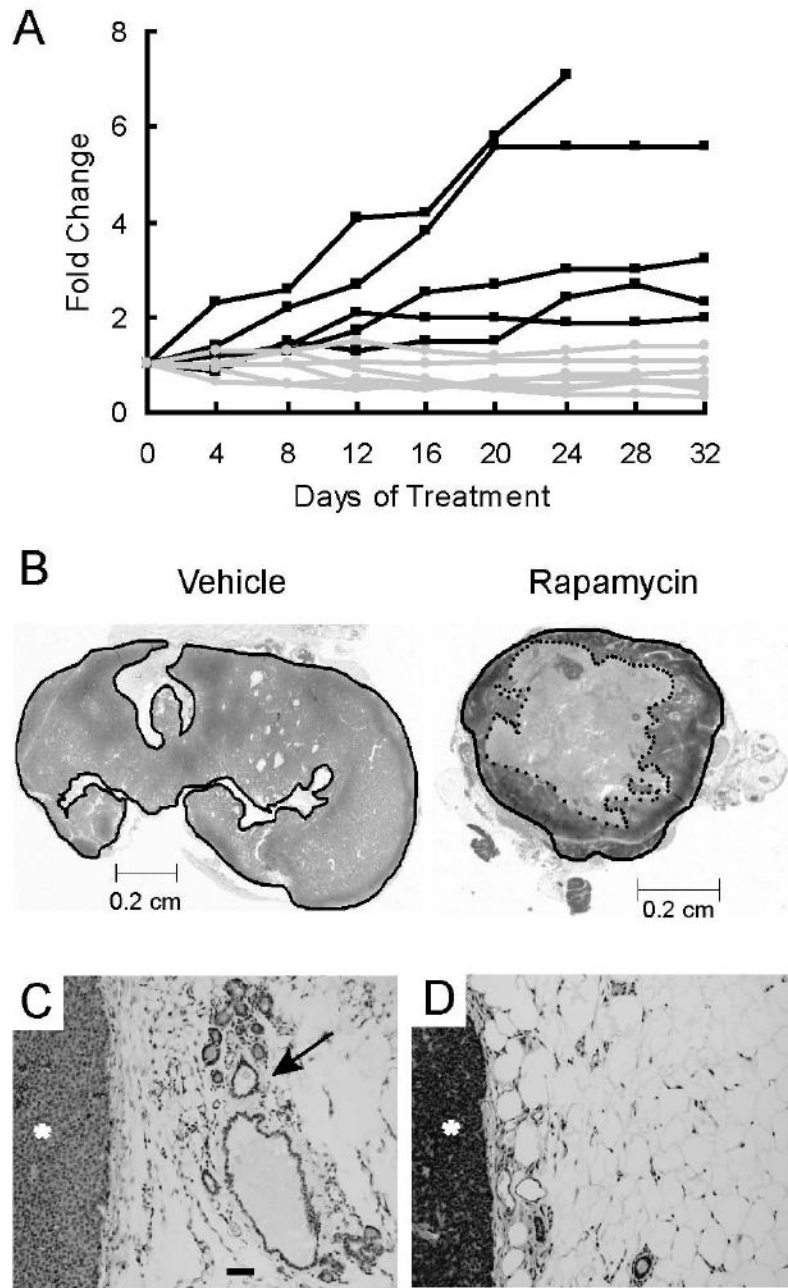 A
8
6
4
2
0
Fold Change
0 4 8 12 16 20 24 28 32
Days of Treatment
B
Vehicle Rapamycin
0.2 cm 0.2 cm
C D
* *